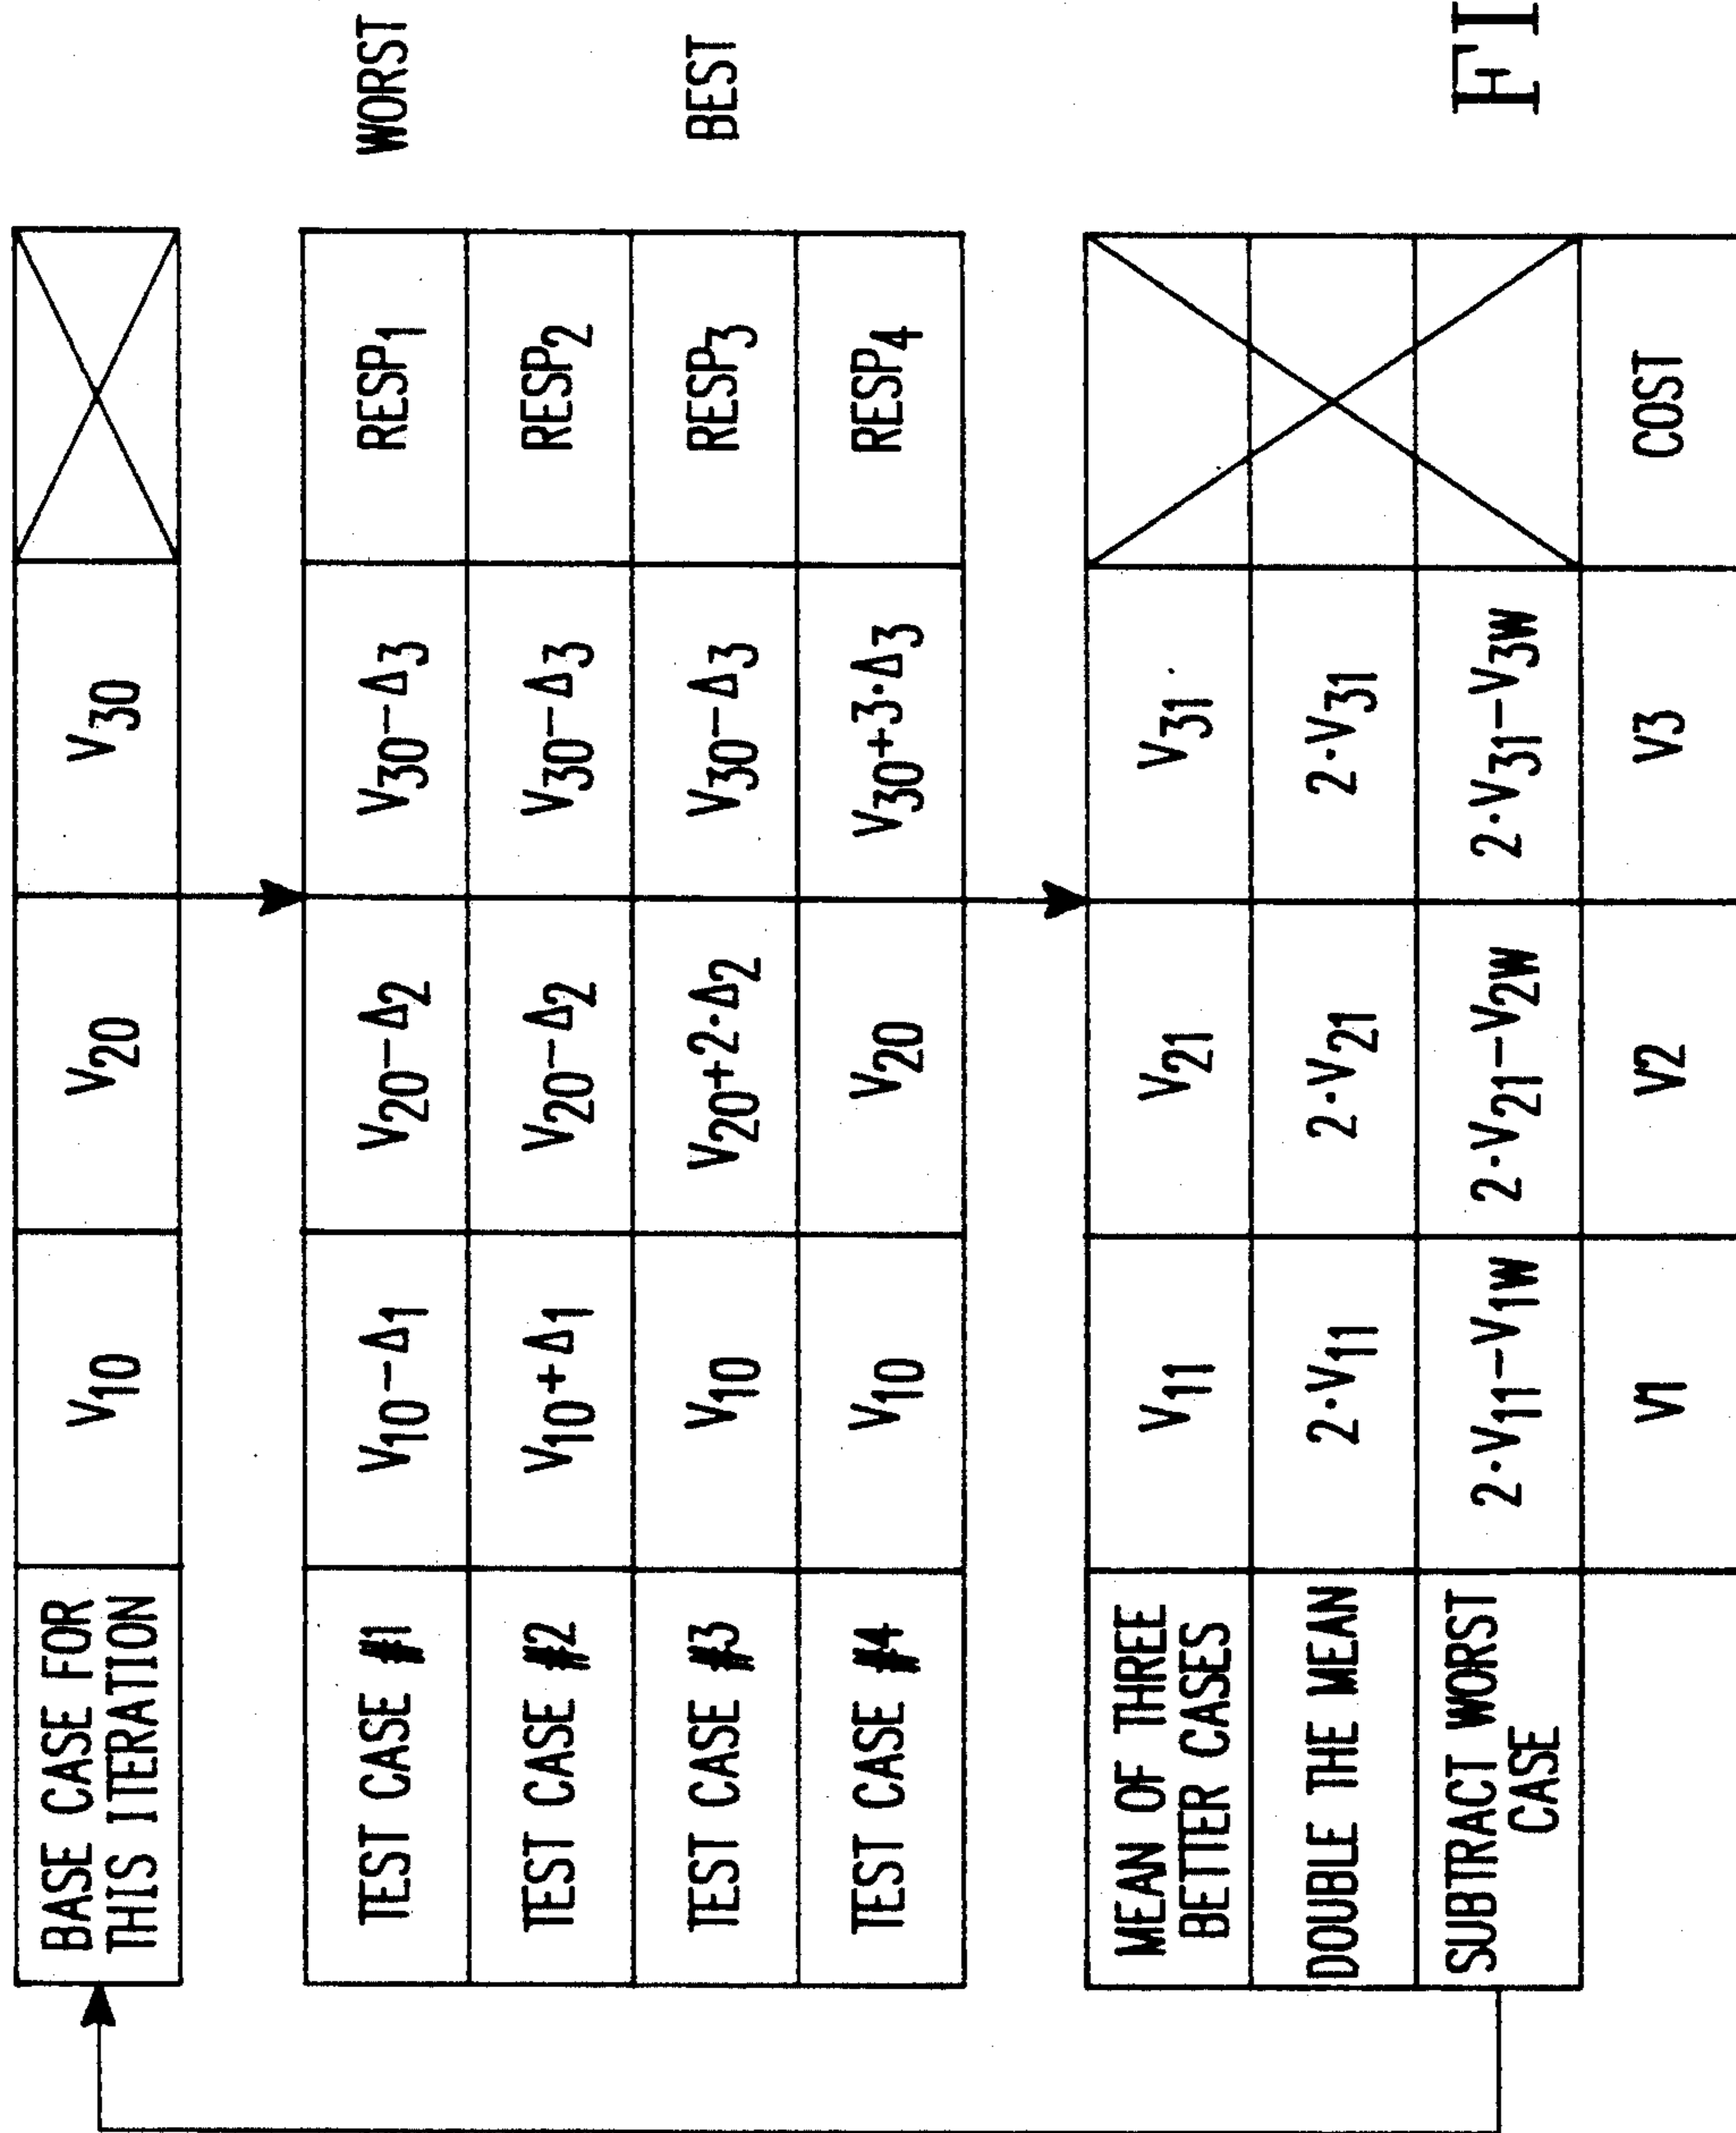 BASE CASE FOR
THIS ITERATION
V10
V20
V30
TEST CASE #1
V10-Δ1
V20-Δ2
V30-Δ3
RESP1
WORST
TEST CASE #2
V10+Δ1
V20-Δ2
V30-Δ3
RESP2
TEST CASE #3
V10
V20+2·Δ2
V30-Δ3
RESP3
BEST
TEST CASE #4
V10
V20
V30+3·Δ3
RESP4
MEAN OF THREE
BETTER CASES
V11
V21
V31
DOUBLE THE MEAN
2·V11
2·V21
2·V31
SUBTRACT WORST
CASE
2·V11-V1W
2·V21-V2W
2·V31-V3W
V1
V2
V3
COST
FI